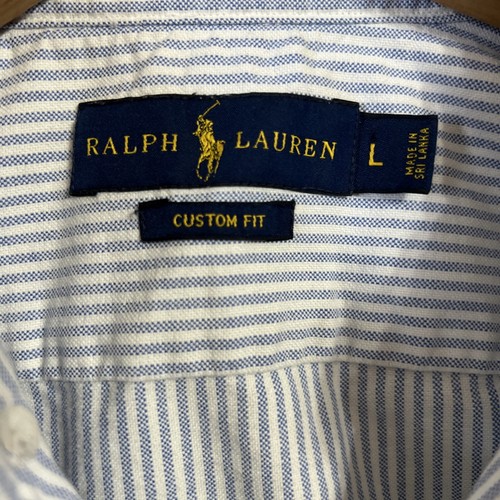 RALPH LAUREN
L
MADE IN
SRI LANKA
CUSTOM FIT